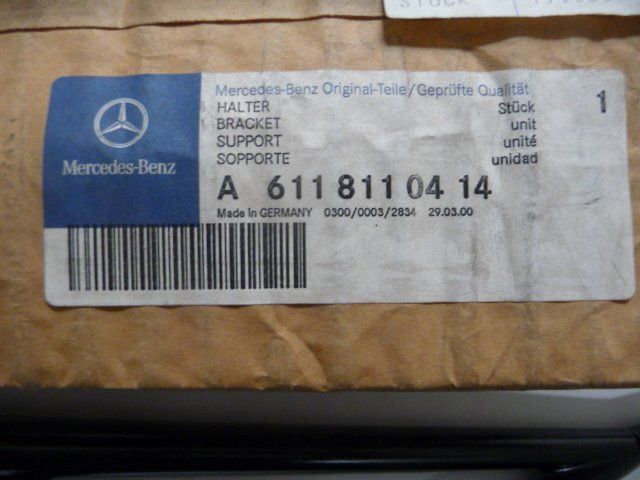 STÜCK
Mercedes-Benz
Mercedes-Benz Original-Teile/Geprüfte Qualität
HALTER Stück 1
BRACKET unit
SUPPORT unité
SOPPORTE unidad
A 611 811 04 14
Made in GERMANY 0300/0003/2834 29.03.00